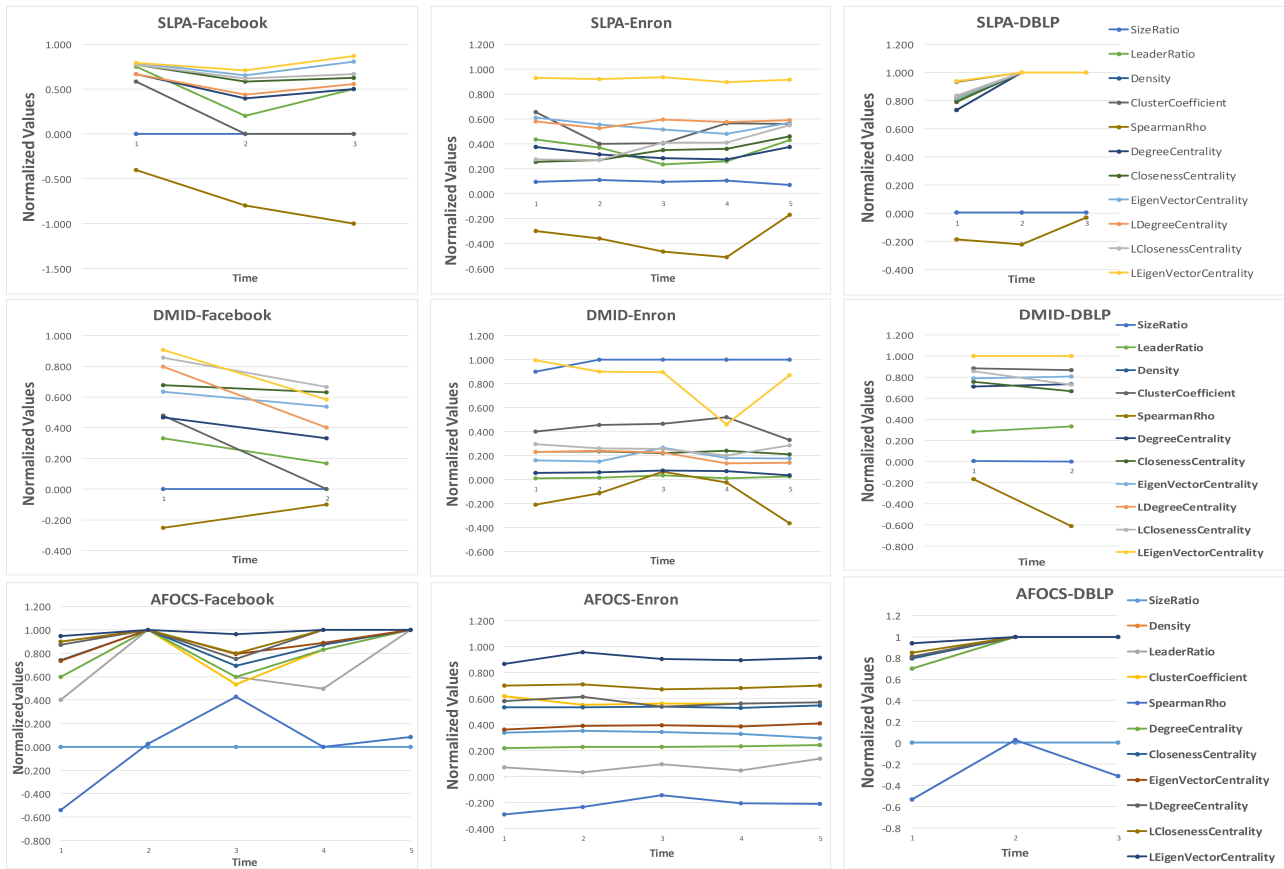 SLPA-Facebook
1.000
0.500
0.000
-0.500
-1.000
-1.500
1 2 3
Normalized Values
Time
SLPA-Enron
1.200
1.000
0.800
0.600
0.400
0.200
0.000
-0.200
-0.400
-0.600
1 2 3 4 5
Normalized Values
Time
SLPA-DBLP
1.200
1.000
0.800
0.600
0.400
0.200
0.000
-0.200
-0.400
1 2 3
Normalized Values
Time
SizeRatio
LeaderRatio
Density
ClusterCoefficient
SpearmanRho
DegreeCentrality
ClosenessCentrality
EigenVectorCentrality
LDegreeCentrality
LClosenessCentrality
LEigenVectorCentrality
DMID-Facebook
1.000
0.800
0.600
0.400
0.200
0.000
-0.200
-0.400
1 2
Normalized Values
Time
DMID-Enron
1.200
1.000
0.800
0.600
0.400
0.200
0.000
-0.200
-0.400
-0.600
1 2 3 4 5
Normalized Values
Time
DMID-DBLP
1.200
1.000
0.800
0.600
0.400
0.200
0.000
-0.200
-0.400
-0.600
-0.800
1 2
Normalized Values
Time
SizeRatio
LeaderRatio
Density
ClusterCoefficient
SpearmanRho
DegreeCentrality
ClosenessCentrality
EigenVectorCentrality
LDegreeCentrality
LClosenessCentrality
LEigenVectorCentrality
AFOCS-Facebook
1.200
1.000
0.800
0.600
0.400
0.200
0.000
-0.200
-0.400
-0.600
-0.800
1 2 3 4 5
Normalized values
Time
AFOCS-Enron
1.200
1.000
0.800
0.600
0.400
0.200
0.000
-0.200
-0.400
1 2 3 4 5
Normalized Values
Time
AFOCS-DBLP
1.2
1
0.8
0.6
0.4
0.2
0
-0.2
-0.4
-0.6
-0.8
1 2 3
Normalized Values
Time
SizeRatio
Density
LeaderRatio
ClusterCoefficient
SpearmanRho
DegreeCentrality
ClosenessCentrality
EigenVectorCentrality
LDegreeCentrality
LClosenessCentrality
LEigenVectorCentrality